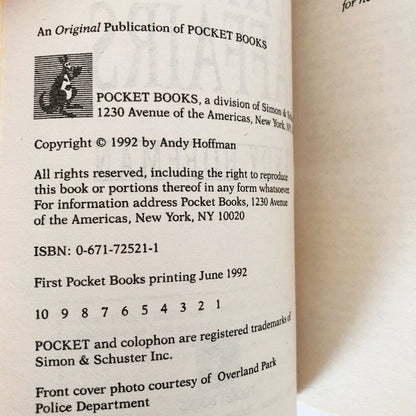 An Original Publication of POCKET BOOKS
POCKET BOOKS, a division of Simon &
1230 Avenue of the Americas, New York, NY
Copyright © 1992 by Andy Hoffman
All rights reserved, including the right to reproduce
this book or portions thereof in any form whatsoever.
For information address Pocket Books, 1230 Avenue
of the Americas, New York, NY 10020
ISBN: 0-671-72521-1
First Pocket Books printing June 1992
10 9 8 7 6 5 4 3 2 1
POCKET and colophon are registered trademarks of
Simon & Schuster Inc.
Front cover photo courtesy of Overland Park
Police Department
for